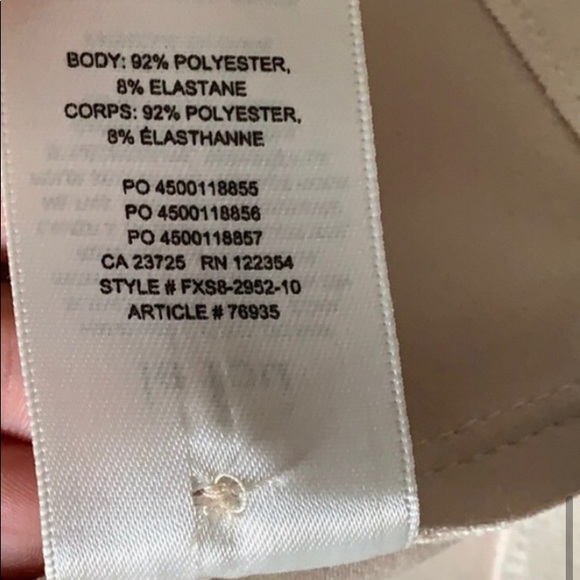 BODY: 92% POLYESTER,
8% ELASTANE
CORPS: 92% POLYESTER,
8% ÉLASTHANNE
PO 4500118855
PO 4500118856
PO 4500118857
CA 23725 RN 122354
STYLE # FXS8-2952-10
ARTICLE # 76935